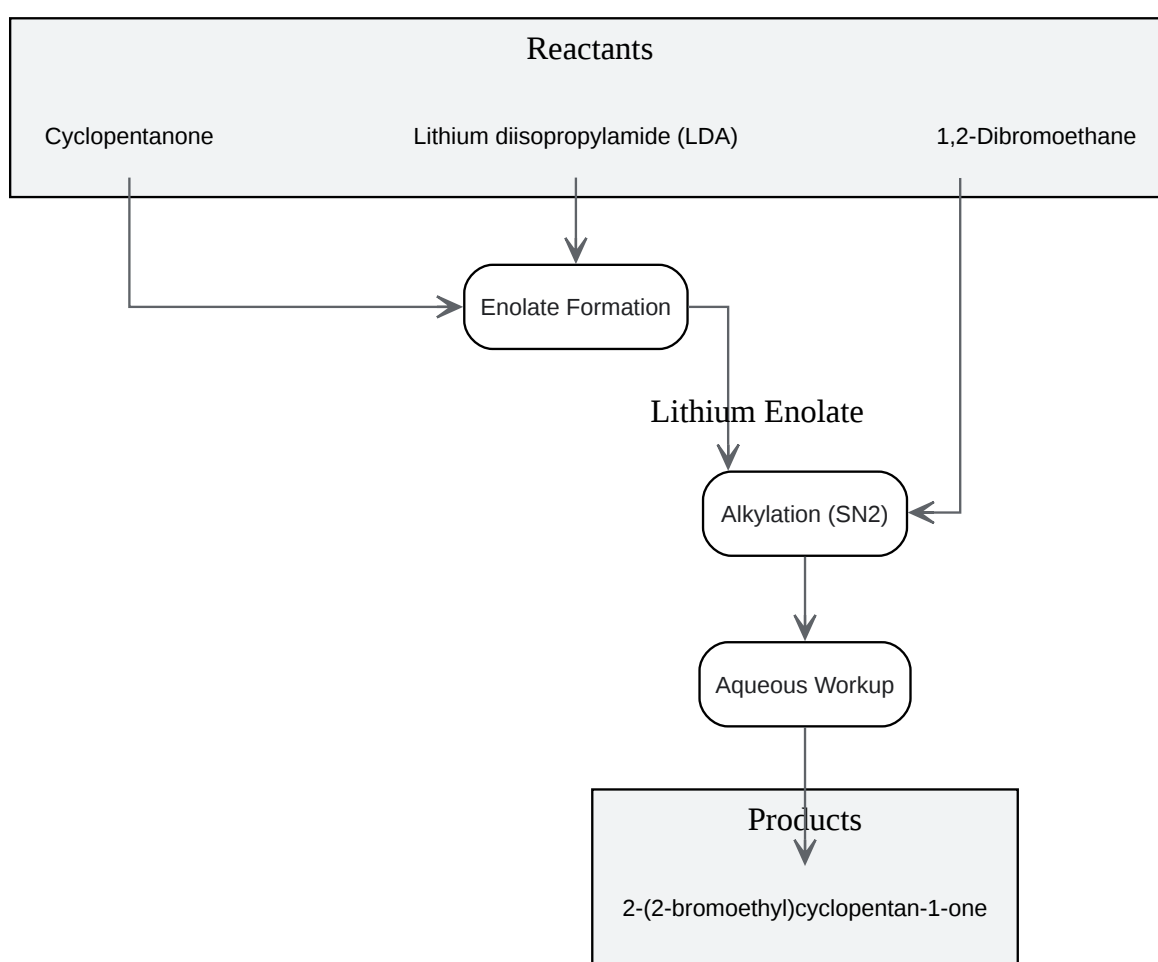 Reactants
Cyclopentanone
Lithium diisopropylamide (LDA)
1,2-Dibromoethane
Enolate Formation
Lithium Enolate
Alkylation (SN2)
Aqueous Workup
Products
2-(2-bromoethyl)cyclopentan-1-one